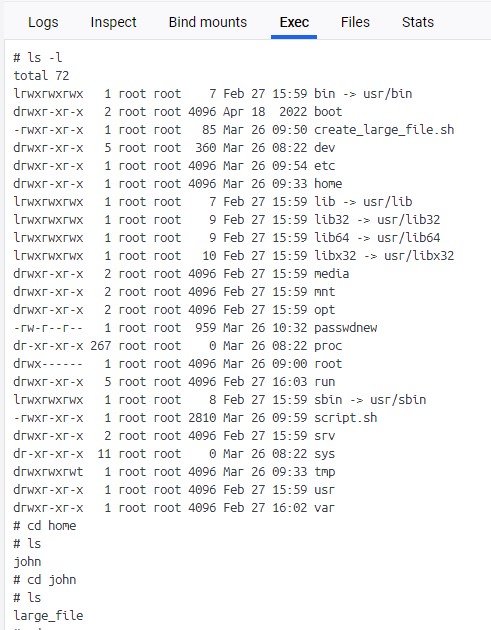 Logs Inspect Bind mounts Exec Files Stats
# ls -l
total 72
lrwxrwxrwx   1 root root    7 Feb 27 15:59 bin -> usr/bin
drwxr-xr-x   2 root root 4096 Apr 18  2022 boot
-rwxr-xr-x   1 root root   85 Mar 26 09:50 create_large_file.sh
drwxr-xr-x   5 root root  360 Mar 26 08:22 dev
drwxr-xr-x   1 root root 4096 Mar 26 09:54 etc
drwxr-xr-x   1 root root 4096 Mar 26 09:33 home
lrwxrwxrwx   1 root root    7 Feb 27 15:59 lib -> usr/lib
lrwxrwxrwx   1 root root    9 Feb 27 15:59 lib32 -> usr/lib32
lrwxrwxrwx   1 root root    9 Feb 27 15:59 lib64 -> usr/lib64
lrwxrwxrwx   1 root root   10 Feb 27 15:59 libx32 -> usr/libx32
drwxr-xr-x   2 root root 4096 Feb 27 15:59 media
drwxr-xr-x   2 root root 4096 Feb 27 15:59 mnt
drwxr-xr-x   2 root root 4096 Feb 27 15:59 opt
-rw-r--r--   1 root root  959 Mar 26 10:32 passwdnew
dr-xr-xr-x 267 root root    0 Mar 26 08:22 proc
drwx------   1 root root 4096 Mar 26 09:00 root
drwxr-xr-x   5 root root 4096 Feb 27 16:03 run
lrwxrwxrwx   1 root root    8 Feb 27 15:59 sbin -> usr/sbin
-rwxr-xr-x   1 root root 2810 Mar 26 09:59 script.sh
drwxr-xr-x   2 root root 4096 Feb 27 15:59 srv
dr-xr-xr-x  11 root root    0 Mar 26 08:22 sys
drwxrwxrwt   1 root root 4096 Mar 26 09:33 tmp
drwxr-xr-x   1 root root 4096 Feb 27 15:59 usr
drwxr-xr-x   1 root root 4096 Feb 27 16:02 var
# cd home
# ls
john
# cd john
# ls
large_file